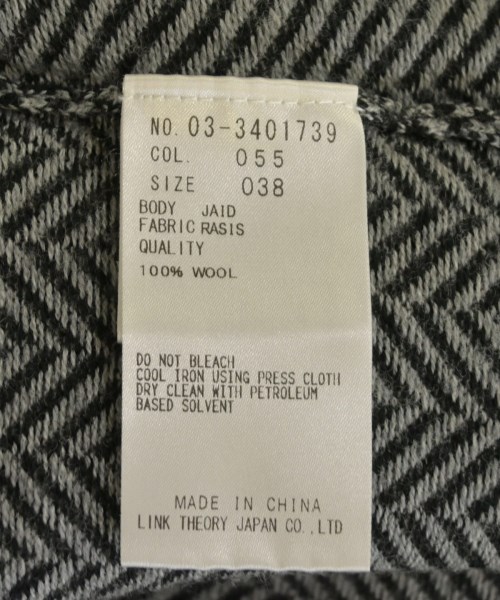 NO. 03-3401739
COL. 055
SIZE 038
BODY JAID
FABRIC RASIS
QUALITY
100% WOOL
DO NOT BLEACH
COOL IRON USING PRESS CLOTH
DRY CLEAN WITH PETROLEUM
BASED SOLVENT
MADE IN CHINA
LINK THEORY JAPAN CO.,LTD